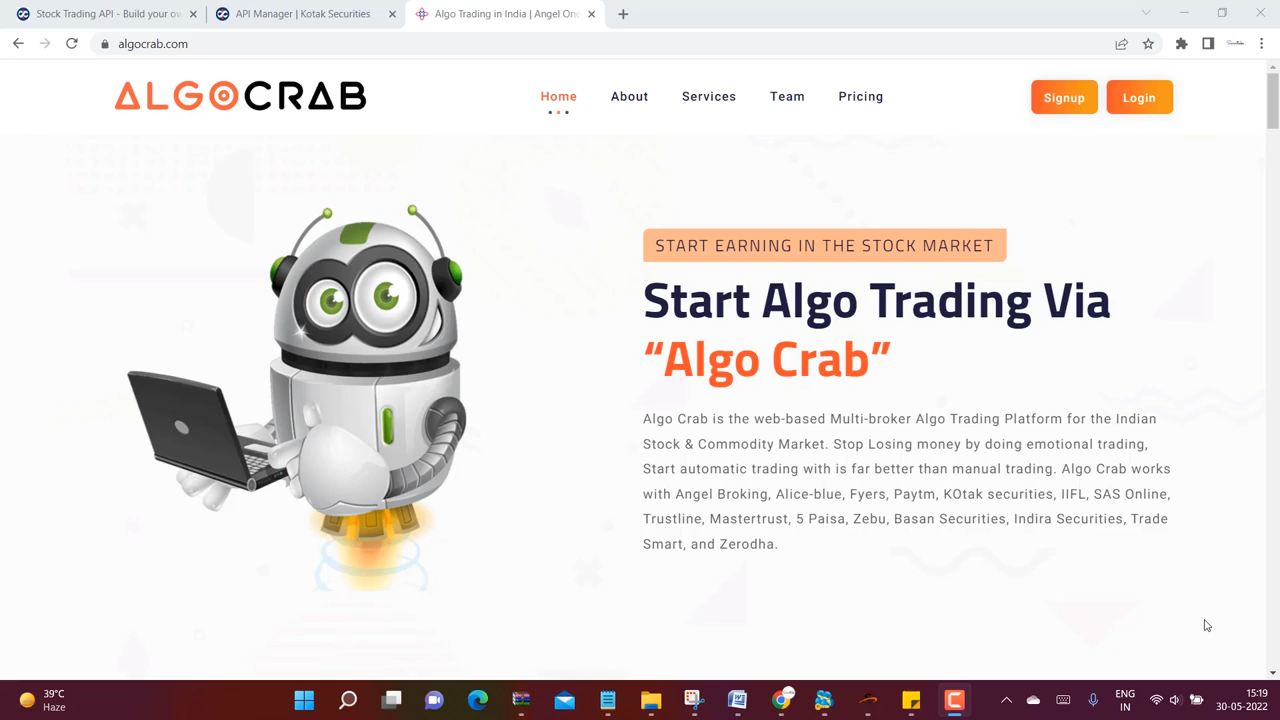 Stock Trading API - Build your ow
API Manager | Kotak Securities
Algo Trading in India | Angel One
algocrab.com
ALGOCRAB
Home
About
Services
Team
Pricing
Signup
Login
START EARNING IN THE STOCK MARKET
Start Algo Trading Via
“Algo Crab”
Algo Crab is the web-based Multi-broker Algo Trading Platform for the Indian
Stock & Commodity Market. Stop Losing money by doing emotional trading,
Start automatic trading with is far better than manual trading. Algo Crab works
with Angel Broking, Alice-blue, Fyers, Paytm, KOtak securities, IIFL, SAS Online,
Trustline, Mastertrust, 5 Paisa, Zebu, Basan Securities, Indira Securities, Trade
Smart, and Zerodha.
39°C
Haze
ENG
IN
15:19
30-05-2022